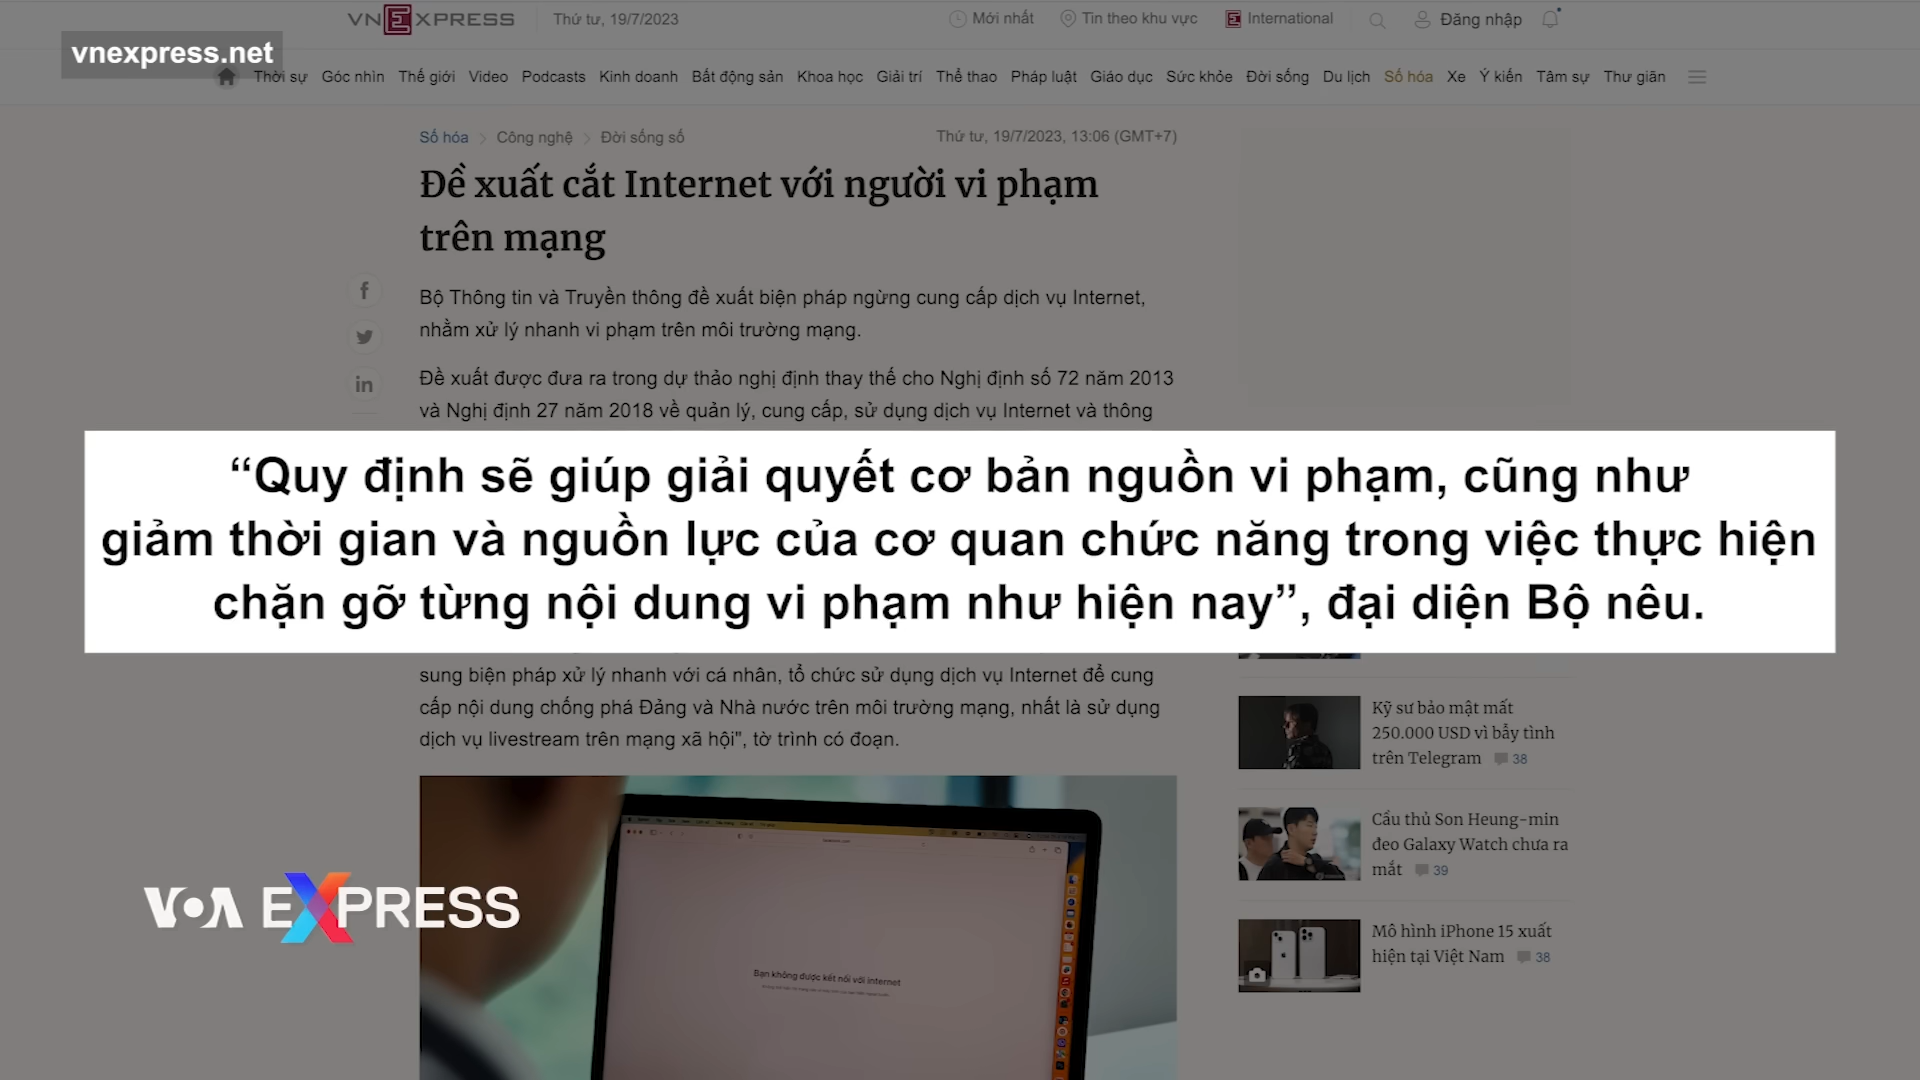 VNEXPRESS
Thứ tư, 19/7/2023
Mới nhất
Tin theo khu vực
International
Đăng nhập
vnexpress.net
Thời sự Góc nhìn Thế giới Video Podcasts Kinh doanh Bất động sản Khoa học Giải trí Thể thao Pháp luật Giáo dục Sức khỏe Đời sống Du lịch Số hóa Xe Ý kiến Tâm sự Thư giãn
Số hóa > Công nghệ > Đời sống số
Thứ tư, 19/7/2023, 13:06 (GMT+7)
Đề xuất cắt Internet với người vi phạm
trên mạng
Bộ Thông tin và Truyền thông đề xuất biện pháp ngừng cung cấp dịch vụ Internet,
nhằm xử lý nhanh vi phạm trên môi trường mạng.
Đề xuất được đưa ra trong dự thảo nghị định thay thế cho Nghị định số 72 năm 2013
và Nghị định 27 năm 2018 về quản lý, cung cấp, sử dụng dịch vụ Internet và thông
“Quy định sẽ giúp giải quyết cơ bản nguồn vi phạm, cũng như
giảm thời gian và nguồn lực của cơ quan chức năng trong việc thực hiện
chặn gỡ từng nội dung vi phạm như hiện nay”, đại diện Bộ nêu.
sung biện pháp xử lý nhanh với cá nhân, tổ chức sử dụng dịch vụ Internet để cung
cấp nội dung chống phá Đảng và Nhà nước trên môi trường mạng, nhất là sử dụng
dịch vụ livestream trên mạng xã hội", tờ trình có đoạn.
Kỹ sư bảo mật mất
250.000 USD vì bẫy tình
trên Telegram 38
Cầu thủ Son Heung-min
đeo Galaxy Watch chưa ra
mắt 39
Mô hình iPhone 15 xuất
hiện tại Việt Nam 38
VOA EXPRESS
Bạn không được kết nối với internet